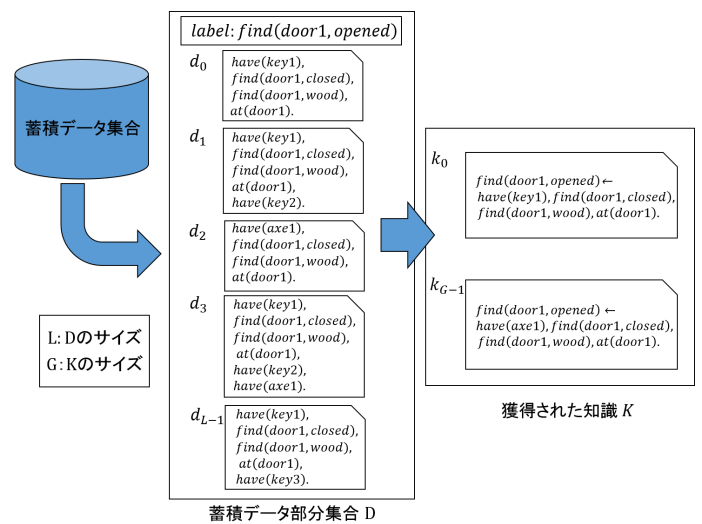 蓄積データ集合
L:Dのサイズ
G:Kのサイズ
label: find(door1, opened)
d₀
have(key1),
find(door1, closed),
find(door1, wood),
at(door1).
d₁
have(key1),
find(door1, closed),
find(door1, wood),
at(door1),
have(key2).
d₂
have(axe1),
find(door1, closed),
find(door1, wood),
at(door1).
d₃
have(key1),
find(door1, closed),
find(door1, wood),
at(door1),
have(key2),
have(axe1).
d_{L−1}
have(key1),
find(door1, closed),
find(door1, wood),
at(door1),
have(key3).
蓄積データ部分集合 D
k₀
find(door1, opened) ←
have(key1), find(door1, closed),
find(door1, wood), at(door1).
k_{G−1}
find(door1, opened) ←
have(axe1), find(door1, closed),
find(door1, wood), at(door1).
獲得された知識 K